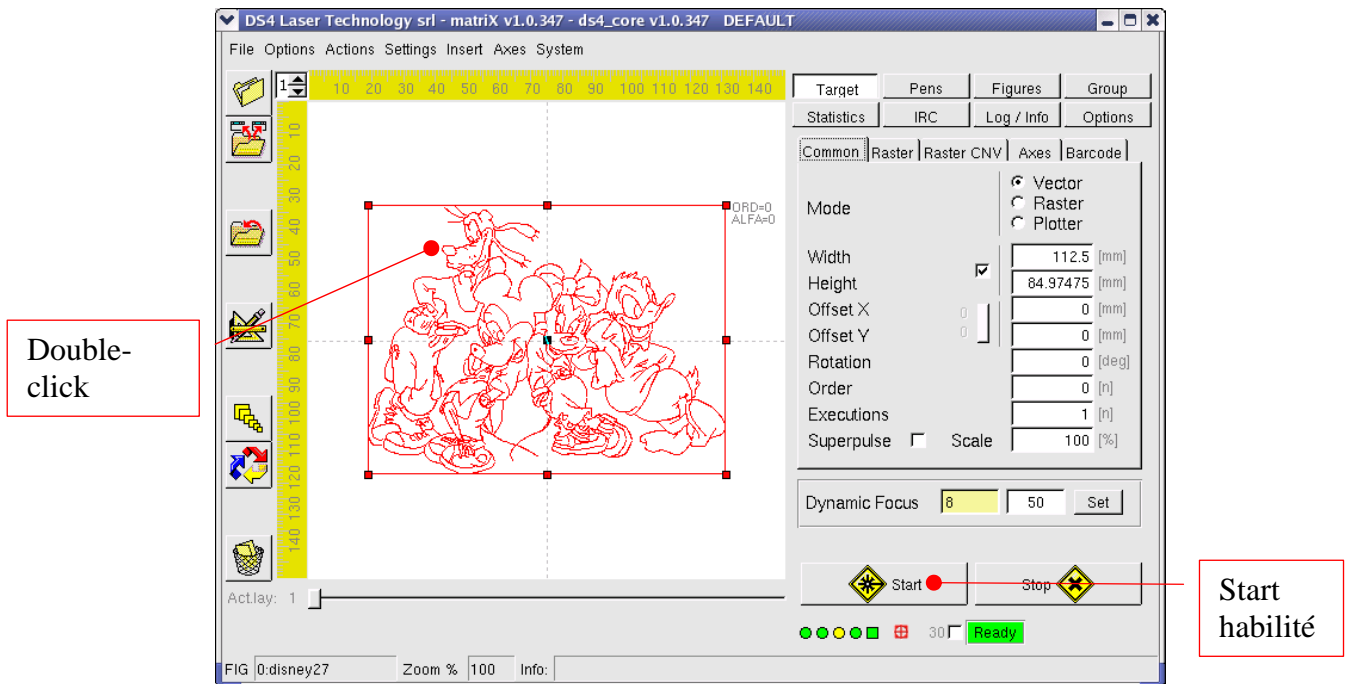 DS4 Laser Technology srl - matriX v1.0.347 - ds4_core v1.0.347 DEFAULT
File Options Actions Settings Insert Axes System
1 10 20 30 40 50 60 70 80 90 100 110 120 130 140
10 20 30 40 50 60 70 80 90 100 110 120 130 140
ORD=0
ALFA=0
Double-
click
Target Pens Figures Group
Statistics IRC Log / Info Options
Common Raster Raster CNV Axes Barcode
Mode
Vector
Raster
Plotter
Width 112.5 [mm]
Height 84.97475 [mm]
Offset X 0 0 [mm]
Offset Y 0 0 [mm]
Rotation 0 [deg]
Order 0 [n]
Executions 1 [n]
Superpulse Scale 100 [%]
Dynamic Focus 8 50 Set
Start Stop
Start
habilité
Act.lay: 1
30 Ready
FIG 0:disney27 Zoom % 100 Info: